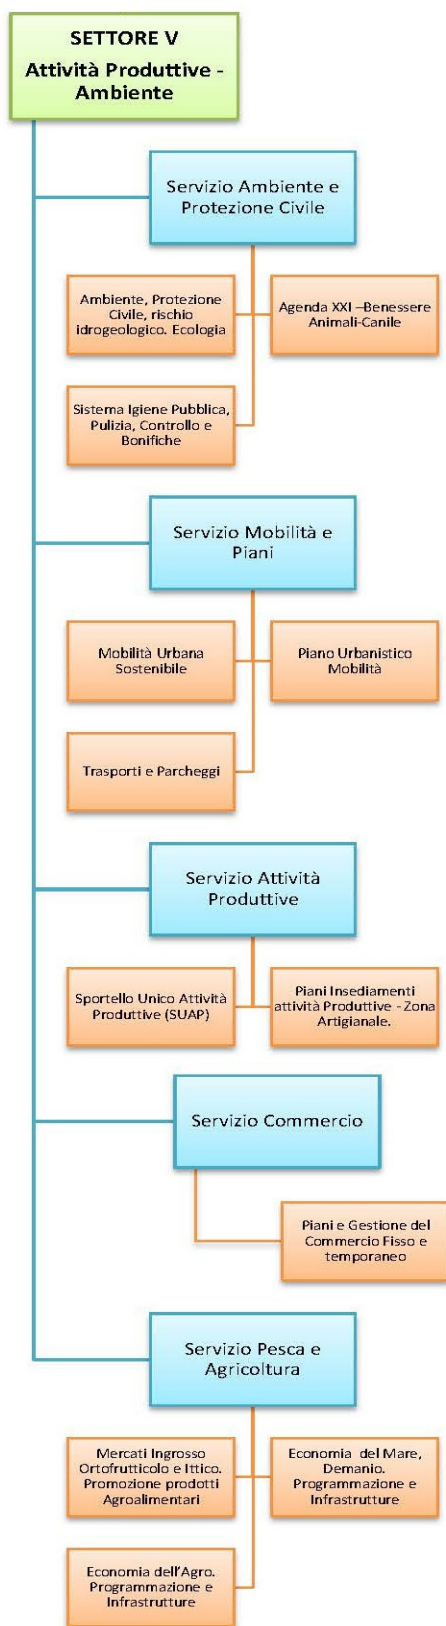 SETTORE V
Attività Produttive -
Ambiente
Servizio Ambiente e
Protezione Civile
Ambiente, Protezione
Civile, rischio
idrogeologico. Ecologia
Agenda XXI –Benessere
Animali-Canile
Sistema Igiene Pubblica,
Pulizia, Controllo e
Bonifiche
Servizio Mobilità e
Piani
Mobilità Urbana
Sostenibile
Piano Urbanistico
Mobilità
Trasporti e Parcheggi
Servizio Attività
Produttive
Sportello Unico Attività
Produttive (SUAP)
Piani Insediamenti
attività Produttive - Zona
Artigianale.
Servizio Commercio
Piani e Gestione del
Commercio Fisso e
temporaneo
Servizio Pesca e
Agricoltura
Mercati Ingrosso
Ortofrutticolo e Ittico.
Promozione prodotti
Agroalimentari
Economia del Mare,
Demanio.
Programmazione e
Infrastrutture
Economia dell'Agro.
Programmazione e
Infrastrutture